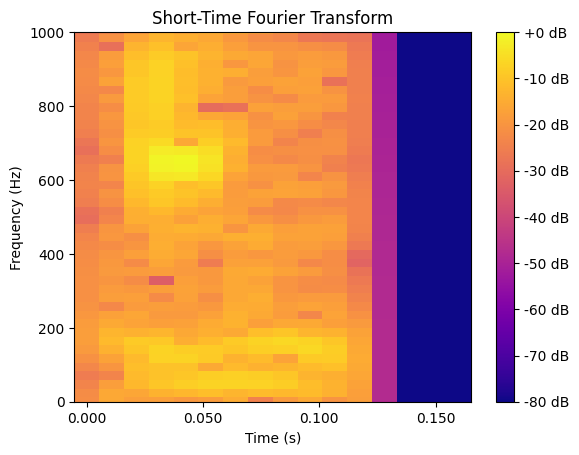 Short-Time Fourier Transform
1000
800
600
400
200
0
Frequency (Hz)
0.000
0.050
0.100
0.150
Time (s)
+0 dB
-10 dB
-20 dB
-30 dB
-40 dB
-50 dB
-60 dB
-70 dB
-80 dB